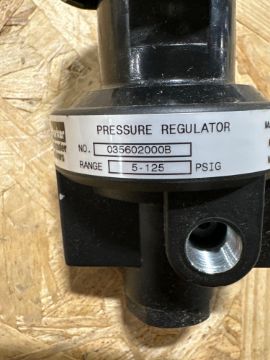 PRESSURE REGULATOR
NO. 035602000B
RANGE 5-125 PSIG